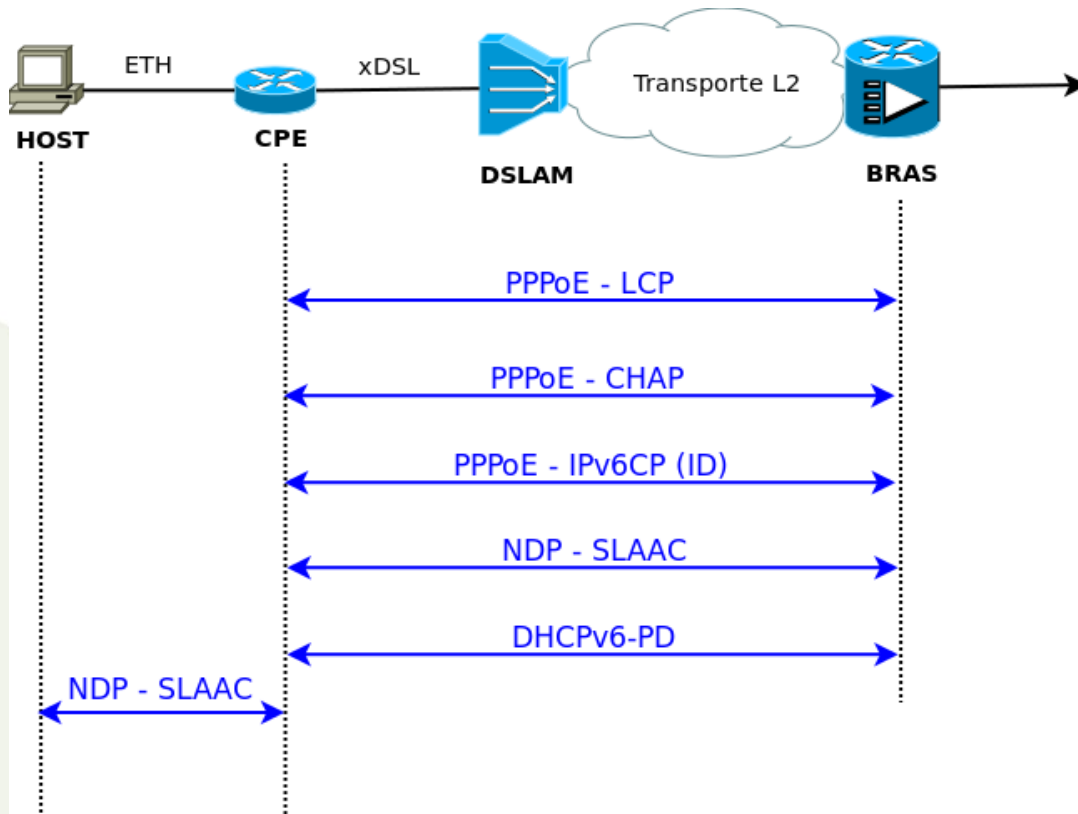 ETH
xDSL
Transporte L2
HOST
CPE
DSLAM
BRAS
PPPoE - LCP
PPPoE - CHAP
PPPoE - IPv6CP (ID)
NDP - SLAAC
DHCPv6-PD
NDP - SLAAC